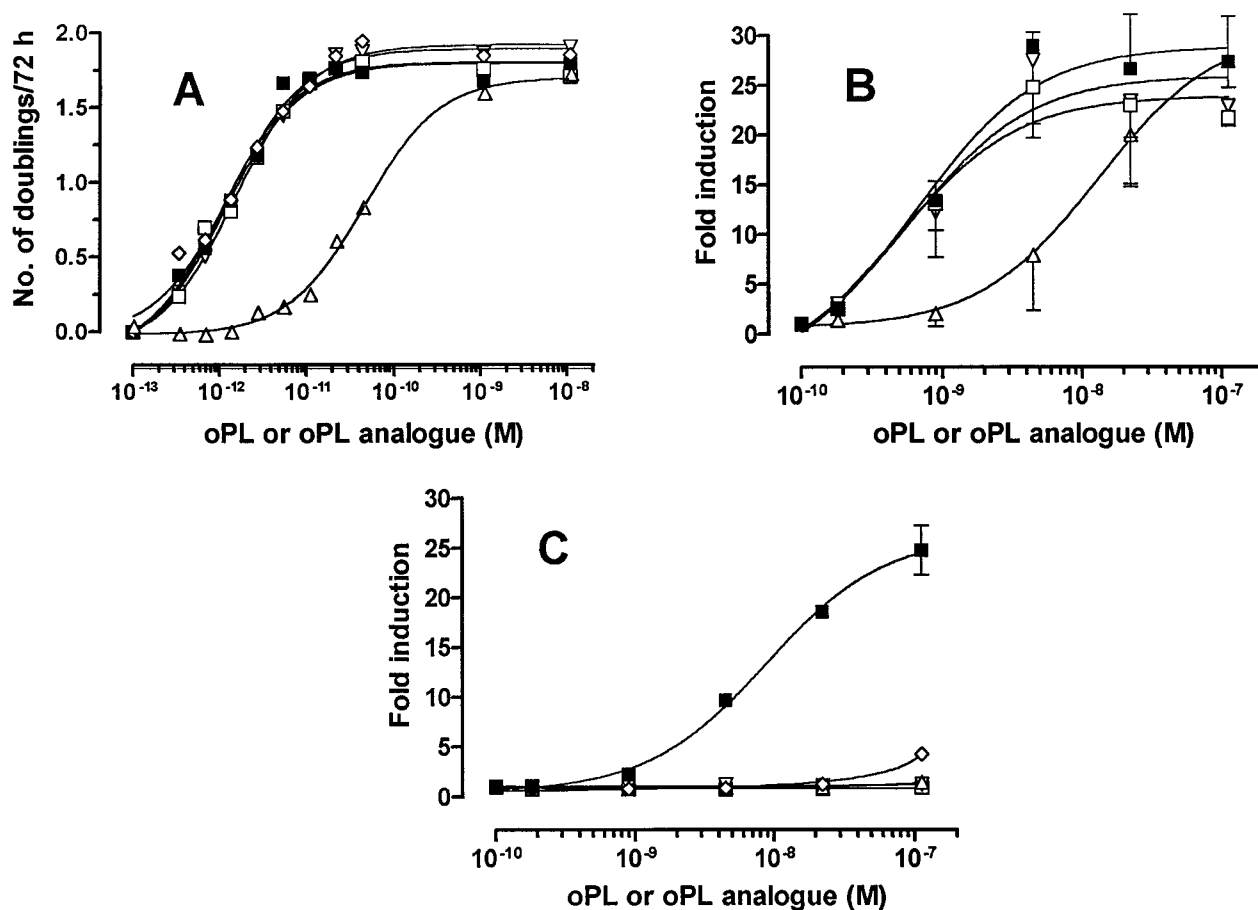 A
No. of doublings/72 h
2.0
1.5
1.0
0.5
0.0
10-13 10-12 10-11 10-10 10-9 10-8
oPL or oPL analogue (M)
B
Fold induction
30
25
20
15
10
5
0
10-10 10-9 10-8 10-7
oPL or oPL analogue (M)
C
Fold induction
30
25
20
15
10
5
0
10-10 10-9 10-8 10-7
oPL or oPL analogue (M)